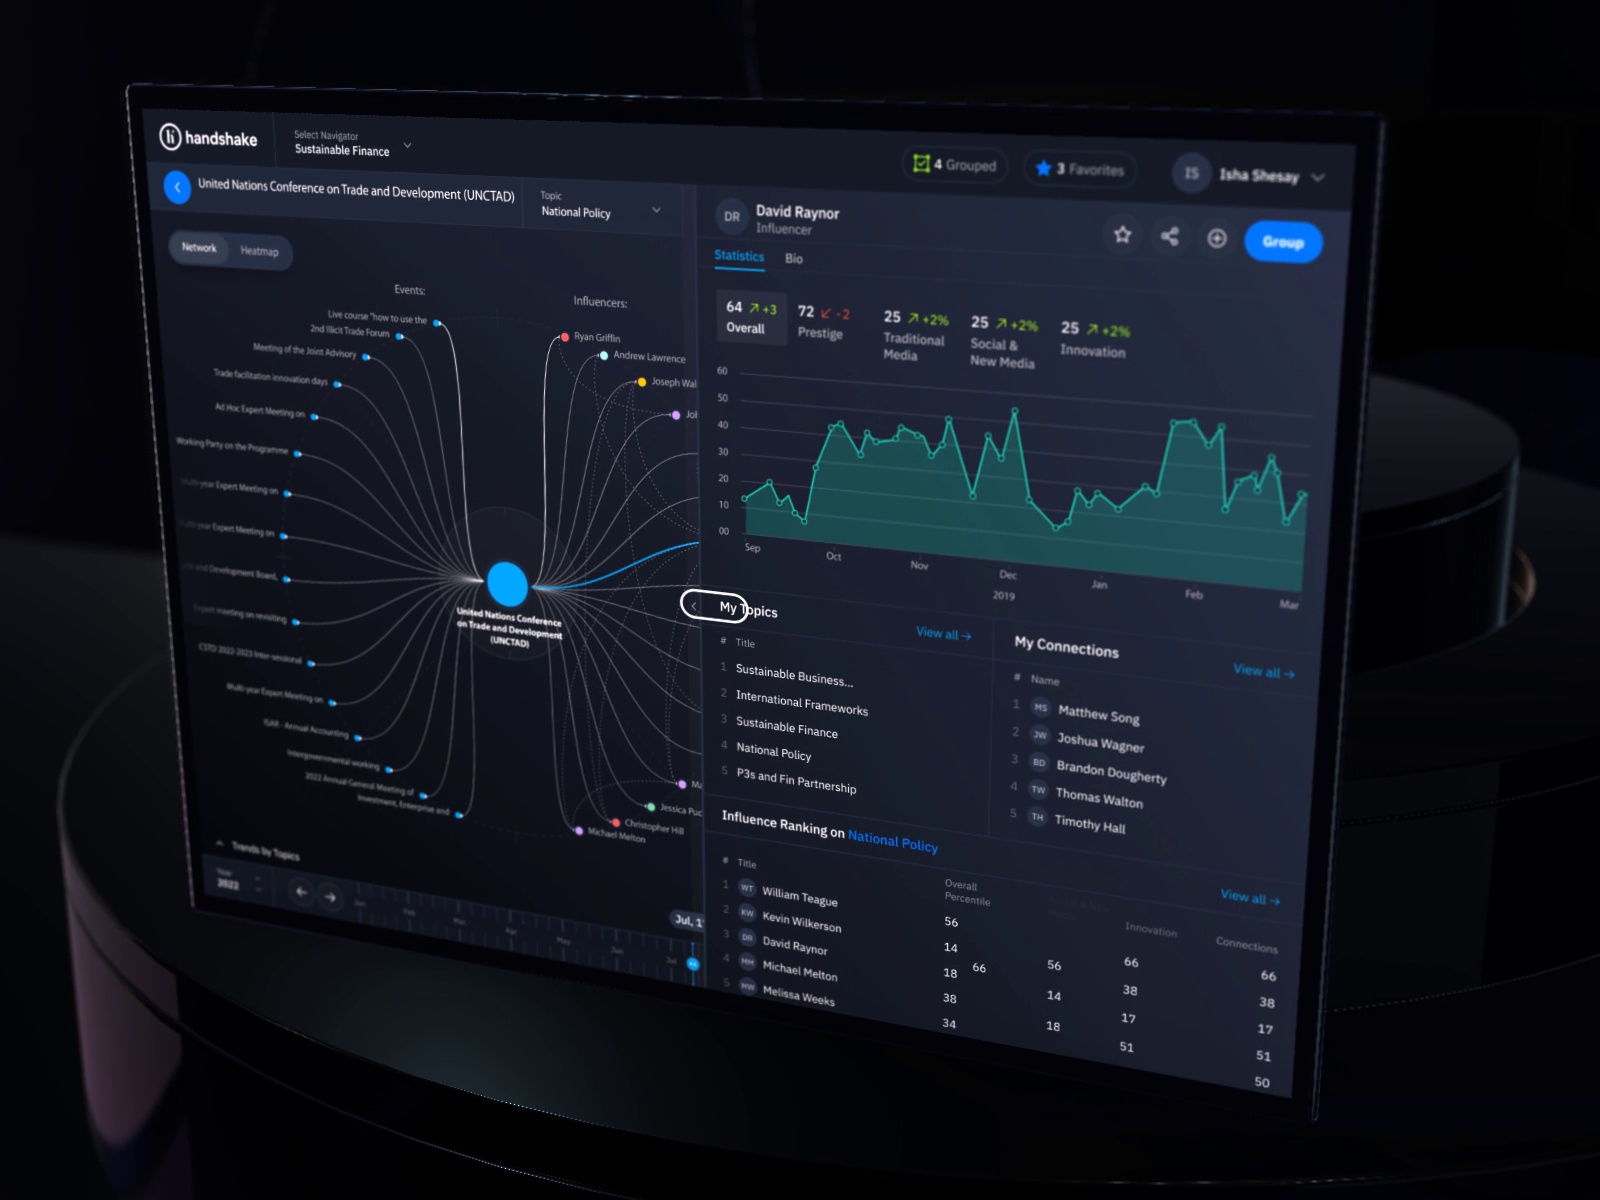 handshake
Select Navigator
Sustainable Finance
4 Grouped
3 Favorites
IS
Isha Shesay
United Nations Conference on Trade and Development (UNCTAD)
Topic
National Policy
Network
Heatmap
Events:
Influencers:
Live course "how to use the
2nd Illicit Trade Forum
Meeting of the Joint Advisory
Trade facilitation innovation days
Ad Hoc Expert Meeting on
Working Party on the Programme
Multi-year Expert Meeting on
year Expert Meeting on
and Development Board,
Expert meeting on revisiting
CSTD 2022-2023 Inter-sessional
Multi-year Expert Meeting on
ISAR - Annual Accounting
Intergovernmental working
2022 Annual General Meeting of
Investment, Enterprise and
Ryan Griffin
Andrew Lawrence
Joseph Wal
Jol
United Nations Conference
on Trade and Development
(UNCTAD)
Ma
Jessica Puc
Christopher Hill
Michael Melton
Trends by Topics
Year
2022
Jan
Feb
Mar
Apr
May
Jun
Jul
Jul, 1
DR
David Raynor
Influencer
Group
Statistics
Bio
64 +3
Overall
72 -2
Prestige
25 +2%
Traditional
Media
25 +2%
Social &
New Media
25 +2%
Innovation
60
50
40
30
20
10
00
Sep
Oct
Nov
Dec
Jan
Feb
Mar
2019
My Topics
View all →
# Title
1 Sustainable Business...
2 International Frameworks
3 Sustainable Finance
4 National Policy
5 P3s and Fin Partnership
My Connections
View all →
# Name
1 MS Matthew Song
2 JW Joshua Wagner
3 BD Brandon Dougherty
4 TW Thomas Walton
5 TH Timothy Hall
Influence Ranking on National Policy
View all →
# Title
Overall
Percentile
Innovation
Connections
1 WT William Teague
2 KW Kevin Wilkerson
3 DR David Raynor
4 MM Michael Melton
5 MW Melissa Weeks
56
14
18
38
34
66
56
14
18
66
38
17
51
66
38
17
51
50